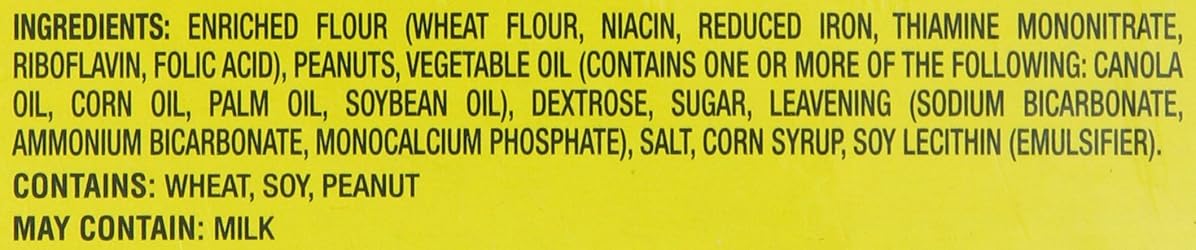 INGREDIENTS: ENRICHED FLOUR (WHEAT FLOUR, NIACIN, REDUCED IRON, THIAMINE MONONITRATE,
RIBOFLAVIN, FOLIC ACID), PEANUTS, VEGETABLE OIL (CONTAINS ONE OR MORE OF THE FOLLOWING: CANOLA
OIL, CORN OIL, PALM OIL, SOYBEAN OIL), DEXTROSE, SUGAR, LEAVENING (SODIUM BICARBONATE,
AMMONIUM BICARBONATE, MONOCALCIUM PHOSPHATE), SALT, CORN SYRUP, SOY LECITHIN (EMULSIFIER).
CONTAINS: WHEAT, SOY, PEANUT
MAY CONTAIN: MILK